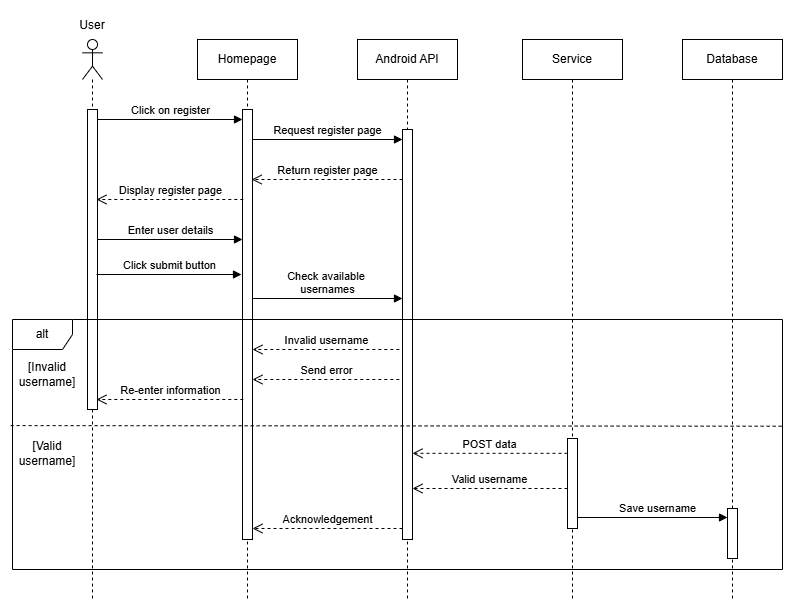 User
Homepage
Android API
Service
Database
Click on register
Request register page
Return register page
Display register page
Enter user details
Click submit button
Check available
usernames
alt
[Invalid
username]
Invalid username
Send error
Re-enter information
[Valid
username]
POST data
Valid username
Save username
Acknowledgement